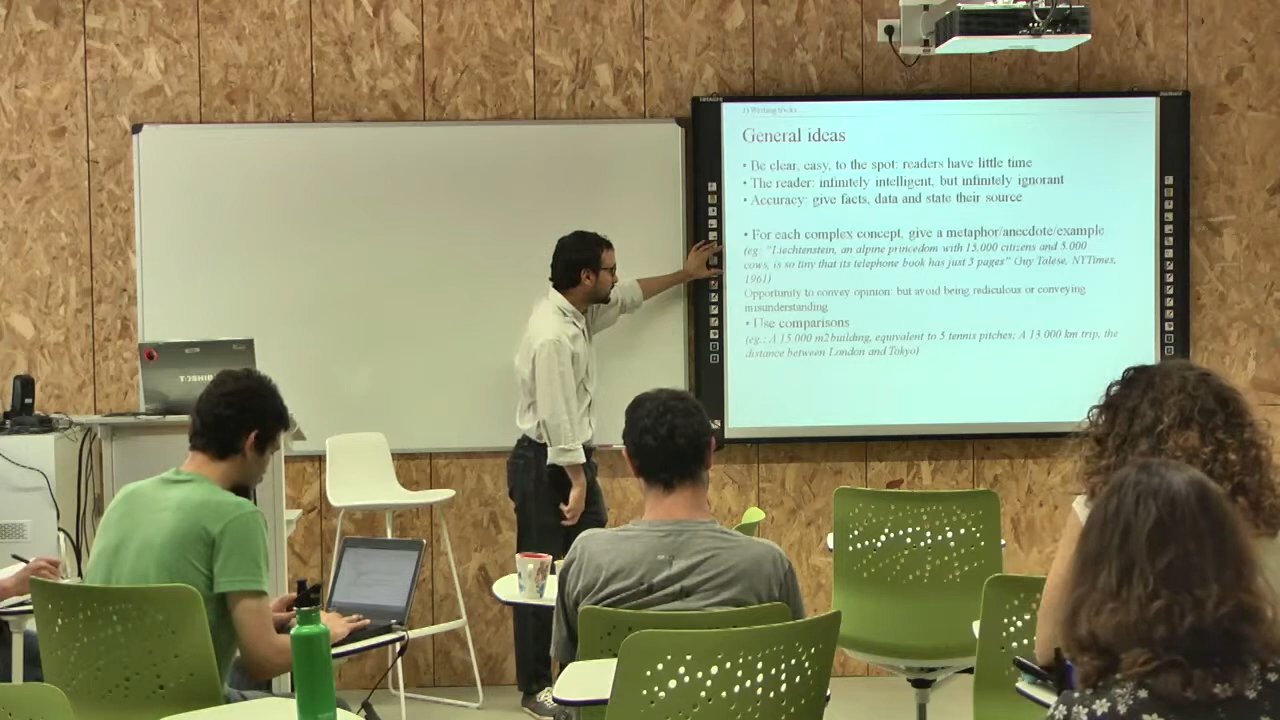 General ideas
• Be clear, easy, to the spot: readers have little time
• The reader: infinitely intelligent, but infinitely ignorant
• Accuracy: give facts, data and state their source
• For each complex concept, give a metaphor/anecdote/example
(eg: "Liechtenstein, an alpine princedom with 15.000 citizens and 5.000
cows, is so tiny that its telephone book has just 3 pages" Guy Talese, NYTimes,
1961)
Opportunity to convey opinion: but avoid being rediculous or conveying
misunderstanding
• Use comparisons
(eg.: A 15.000 m2 building, equivalent to 5 tennis pitches; A 13.000 km trip, the
distance between London and Tokyo)
TOSHIBA